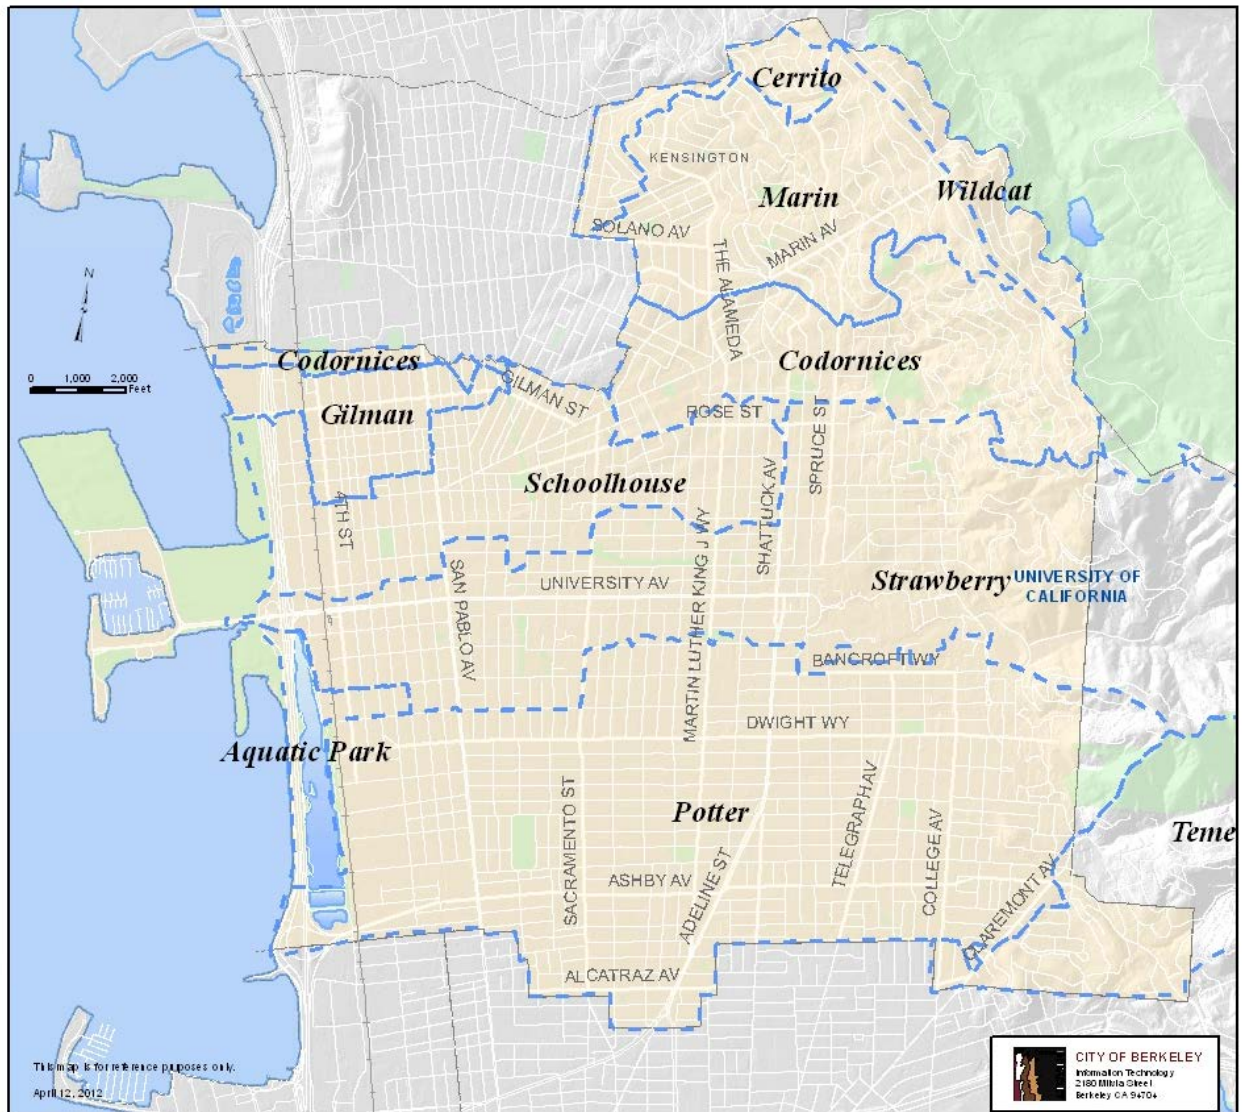 Cerrito
KENSINGTON
Marin
Wildcat
SOLANO AV
MARIN AV
THE ALAMEDA
N
0 1,000 2,000
Feet
Codornices
Codornices
GILMAN ST
Gilman
ROSE ST
SPRUCE ST
Schoolhouse
SHATTUCK AV
4TH ST
MARTIN LUTHER KING J WY
SAN PABLO AV
UNIVERSITY AV
Strawberry
UNIVERSITY OF
CALIFORNIA
BANCROFT WY
DWIGHT WY
Aquatic Park
Potter
SACRAMENTO ST
TELEGRAPH AV
COLLEGE AV
Teme
ASHBY AV
ADELINE ST
CLAREMONT AV
ALCATRAZ AV
This map is for reference purposes only.
April 12, 2012
CITY OF BERKELEY
Information Technology
2180 Milvia Street
Berkeley CA 94704